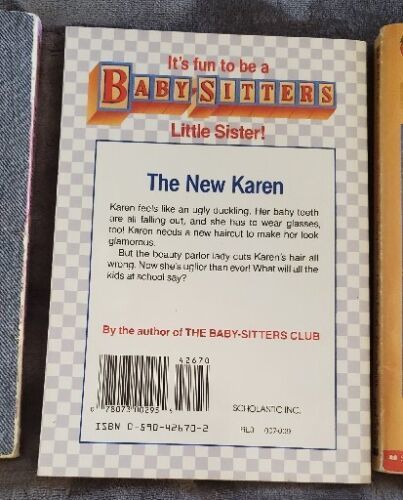 It's fun to be a
BABY-SITTERS
Little Sister!
The New Karen
Karen feels like an ugly duckling. Her baby teeth
are all falling out, and she has to wear glasses,
too! Karen needs a new haircut to make her look
glamorous.
But the beauty parlor lady cuts Karen's hair all
wrong. Now she's uglier than ever! What will all the
kids at school say?
By the author of THE BABY-SITTERS CLUB
42670
0 78073 00295
SCHOLASTIC INC.
ISBN 0-590-42670-2